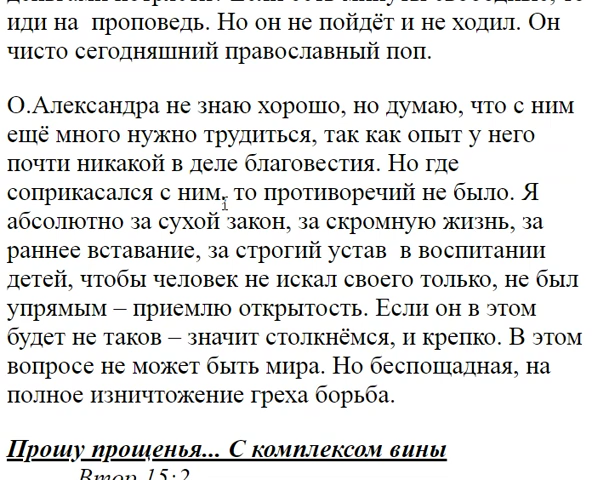 иди на  проповедь. Но он не пойдёт и не ходил. Он
чисто сегодняшний православный поп.
О.Александра не знаю хорошо, но думаю, что с ним
ещё много нужно трудиться, так как опыт у него
почти никакой в деле благовестия. Но где
соприкасался с ним, то противоречий не было. Я
абсолютно за сухой закон, за скромную жизнь, за
раннее вставание, за строгий устав  в воспитании
детей, чтобы человек не искал своего только, не был
упрямым – приемлю открытость. Если он в этом
будет не таков – значит столкнёмся, и крепко. В этом
вопросе не может быть мира. Но беспощадная, на
полное изничтожение греха борьба.
Прошу прощенья... С комплексом вины
Втор.15:2